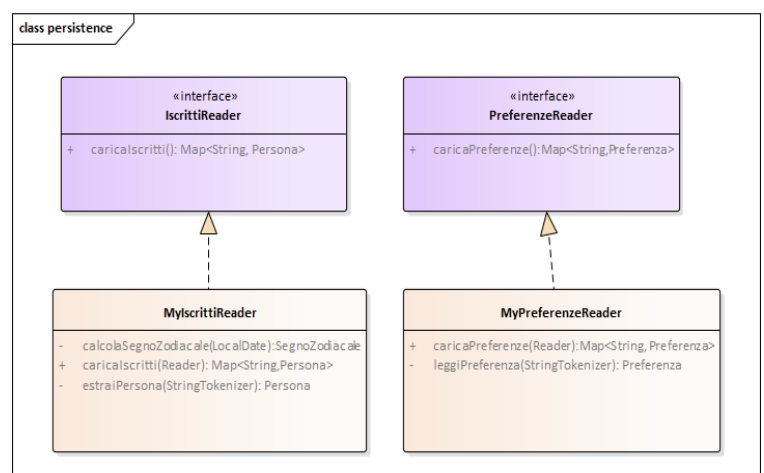 class persistence
«interface»
IscrittiReader
+ caricaIscritti(): Map<String, Persona>
«interface»
PreferenzeReader
+ caricaPreferenze():Map<String,Preferenza>
MyIscrittiReader
- calcolaSegnoZodiacale(LocalDate):SegnoZodiacale
+ caricaIscritti(Reader): Map<String,Persona>
- estraiPersona(StringTokenizer): Persona
MyPreferenzeReader
+ caricaPreferenze(Reader):Map<String, Preferenza>
- leggiPreferenza(StringTokenizer): Preferenza